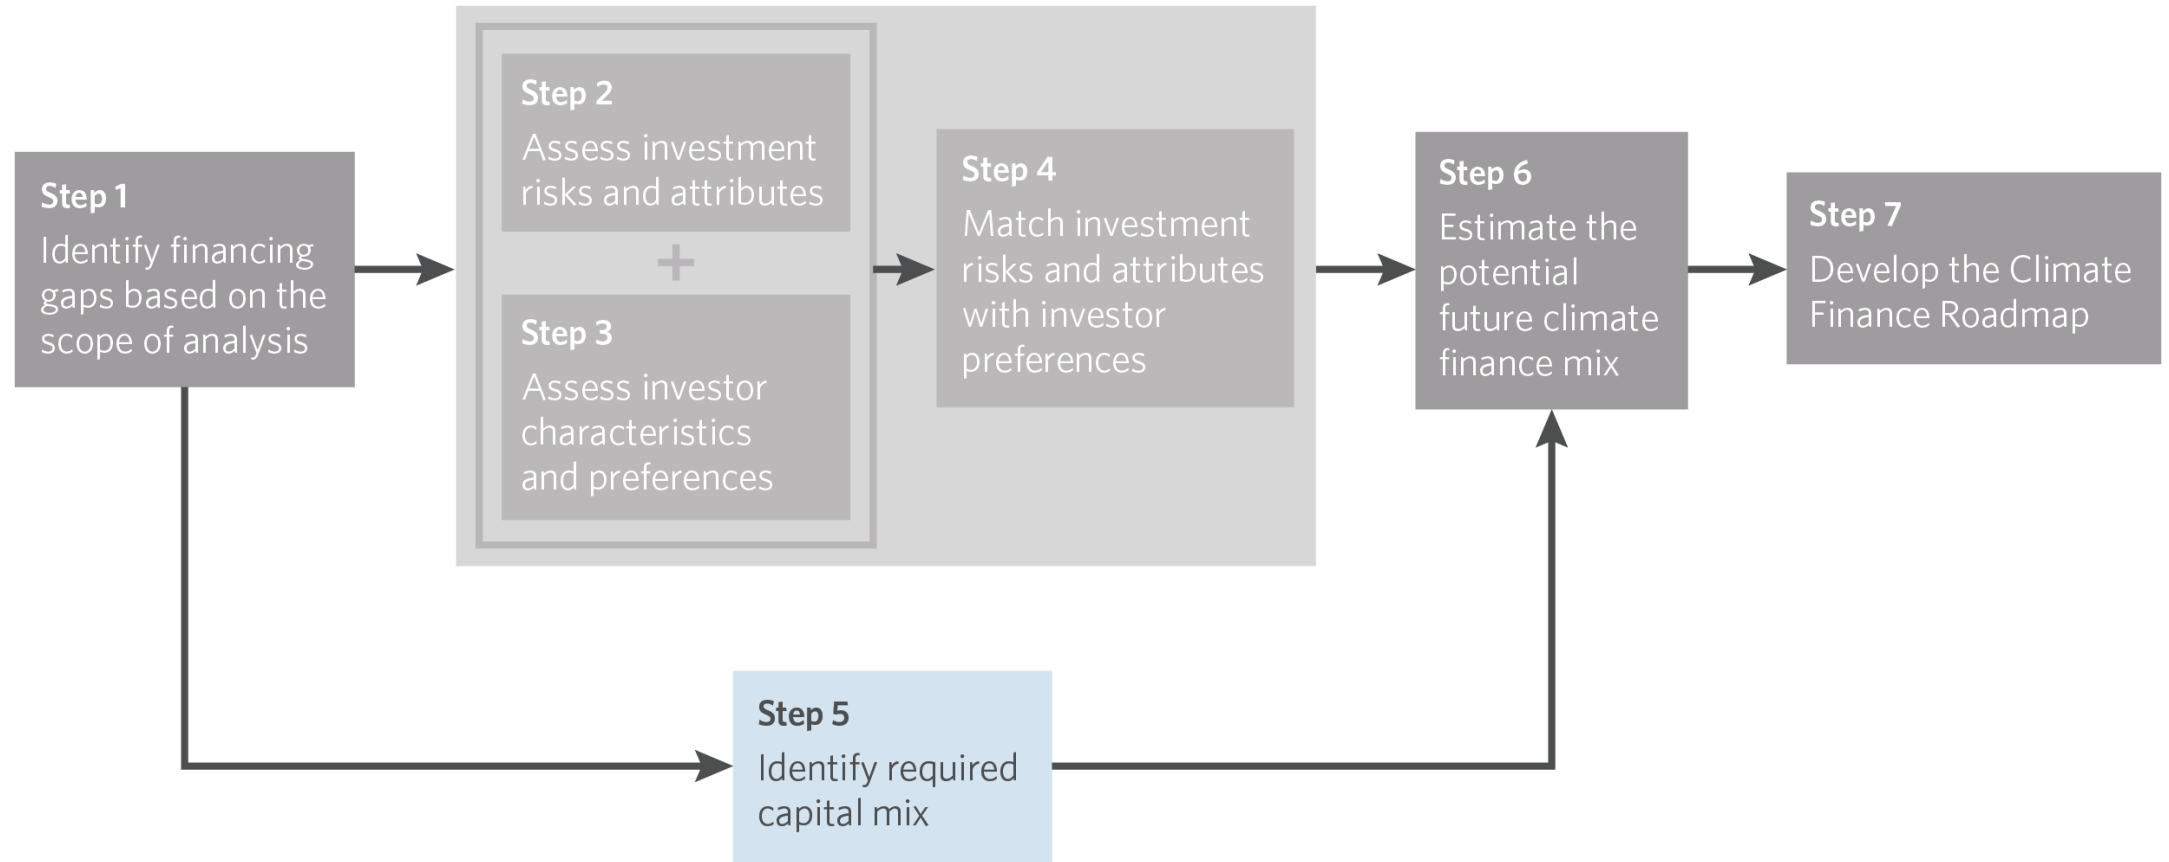 Step 1
Identify financing
gaps based on the
scope of analysis
Step 2
Assess investment
risks and attributes
+
Step 3
Assess investor
characteristics
and preferences
Step 4
Match investment
risks and attributes
with investor
preferences
Step 5
Identify required
capital mix
Step 6
Estimate the
potential
future climate
finance mix
Step 7
Develop the Climate
Finance Roadmap